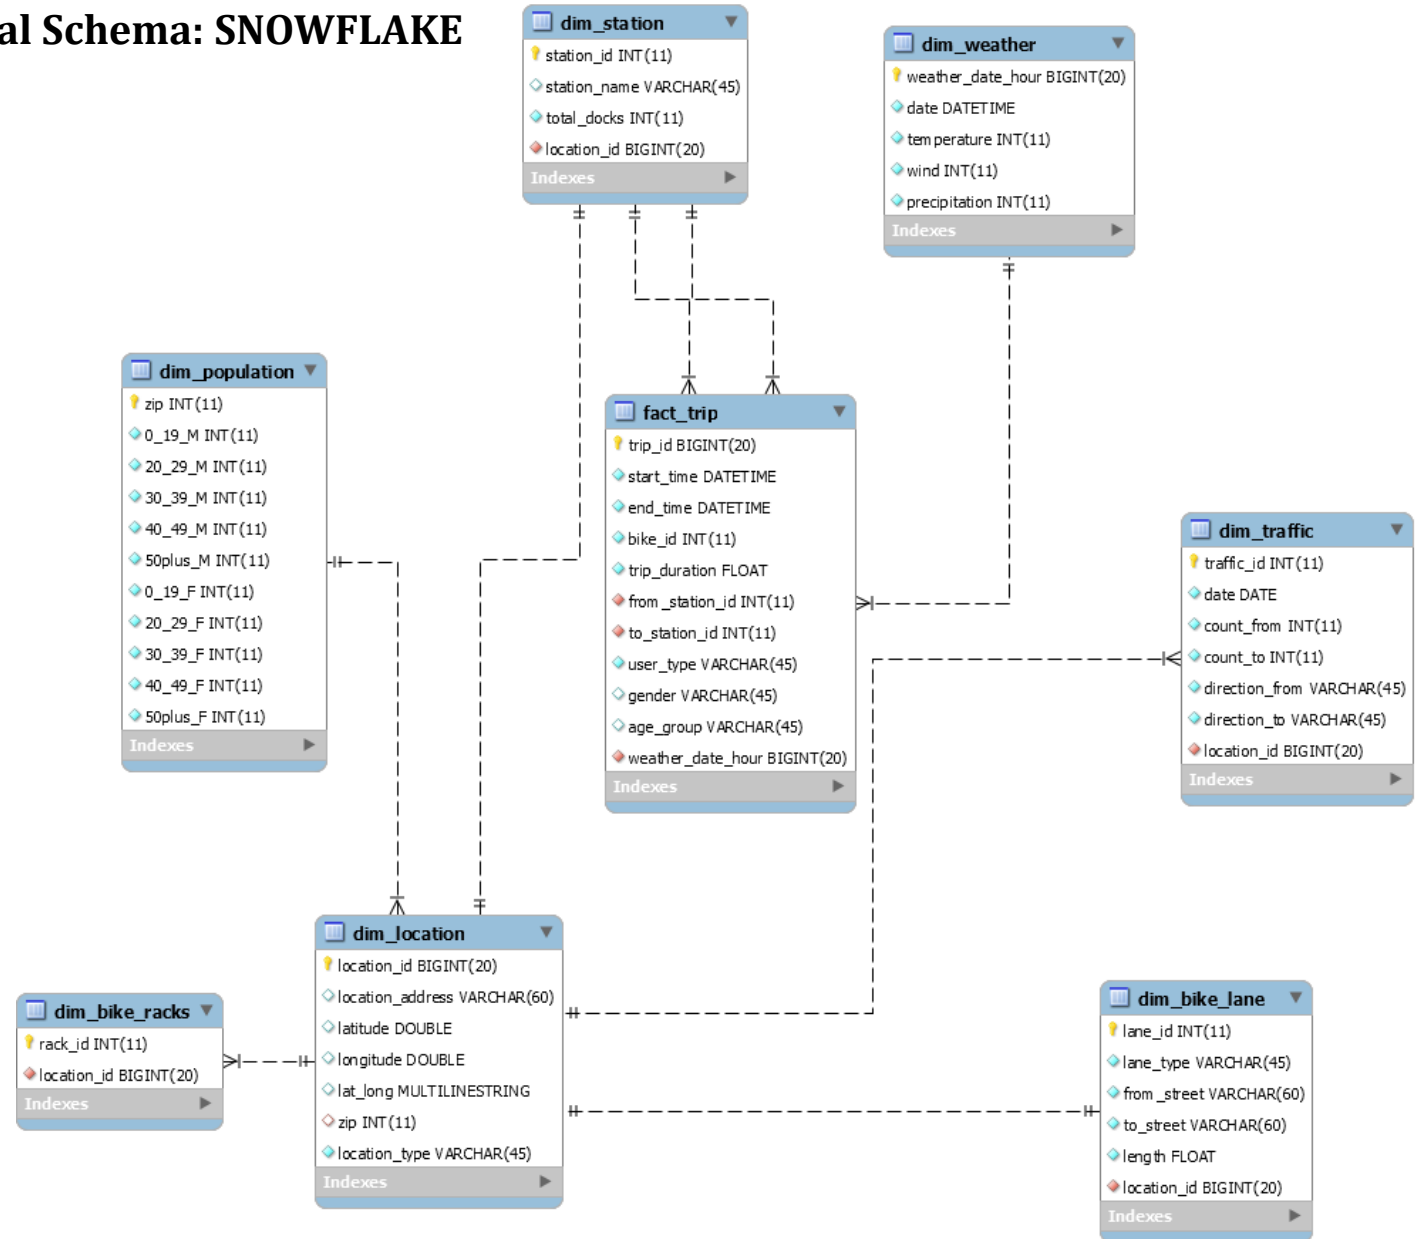 al Schema: SNOWFLAKE
dim_station
station_id INT(11)
station_name VARCHAR(45)
total_docks INT(11)
location_id BIGINT(20)
Indexes
dim_weather
weather_date_hour BIGINT(20)
date DATETIME
temperature INT(11)
wind INT(11)
precipitation INT(11)
Indexes
dim_population
zip INT(11)
0_19_M INT(11)
20_29_M INT(11)
30_39_M INT(11)
40_49_M INT(11)
50plus_M INT(11)
0_19_F INT(11)
20_29_F INT(11)
30_39_F INT(11)
40_49_F INT(11)
50plus_F INT(11)
Indexes
fact_trip
trip_id BIGINT(20)
start_time DATETIME
end_time DATETIME
bike_id INT(11)
trip_duration FLOAT
from_station_id INT(11)
to_station_id INT(11)
user_type VARCHAR(45)
gender VARCHAR(45)
age_group VARCHAR(45)
weather_date_hour BIGINT(20)
Indexes
dim_traffic
traffic_id INT(11)
date DATE
count_from INT(11)
count_to INT(11)
direction_from VARCHAR(45)
direction_to VARCHAR(45)
location_id BIGINT(20)
Indexes
dim_location
location_id BIGINT(20)
location_address VARCHAR(60)
latitude DOUBLE
longitude DOUBLE
lat_long MULTILINESTRING
zip INT(11)
location_type VARCHAR(45)
Indexes
dim_bike_racks
rack_id INT(11)
location_id BIGINT(20)
Indexes
dim_bike_lane
lane_id INT(11)
lane_type VARCHAR(45)
from_street VARCHAR(60)
to_street VARCHAR(60)
length FLOAT
location_id BIGINT(20)
Indexes